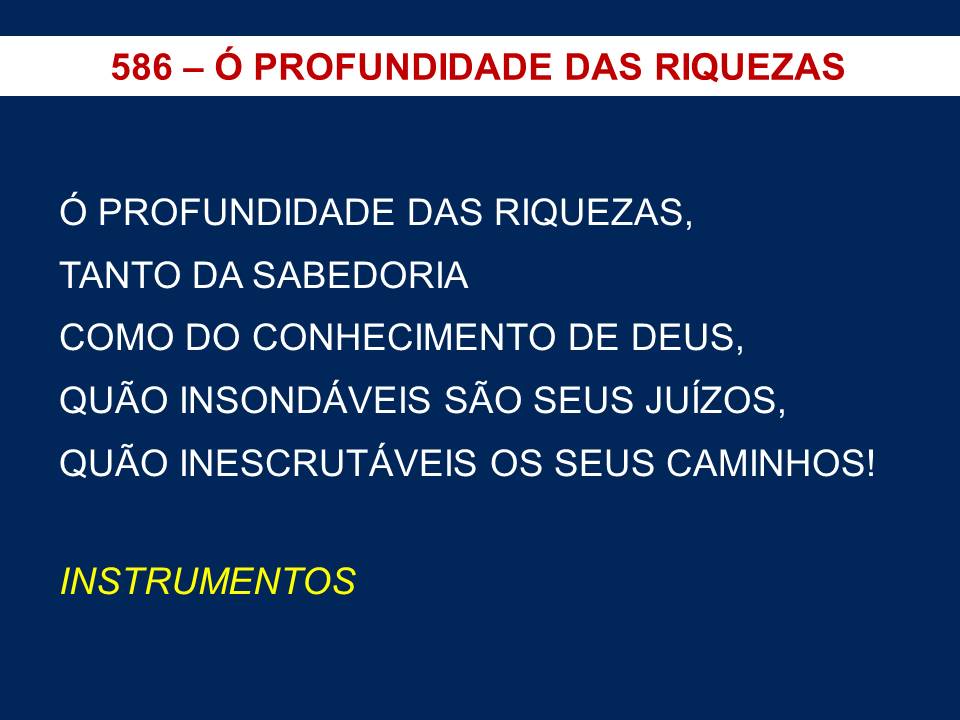 586 – Ó PROFUNDIDADE DAS RIQUEZAS
Ó PROFUNDIDADE DAS RIQUEZAS,
TANTO DA SABEDORIA
COMO DO CONHECIMENTO DE DEUS,
QUÃO INSONDÁVEIS SÃO SEUS JUÍZOS,
QUÃO INESCRUTÁVEIS OS SEUS CAMINHOS!
INSTRUMENTOS